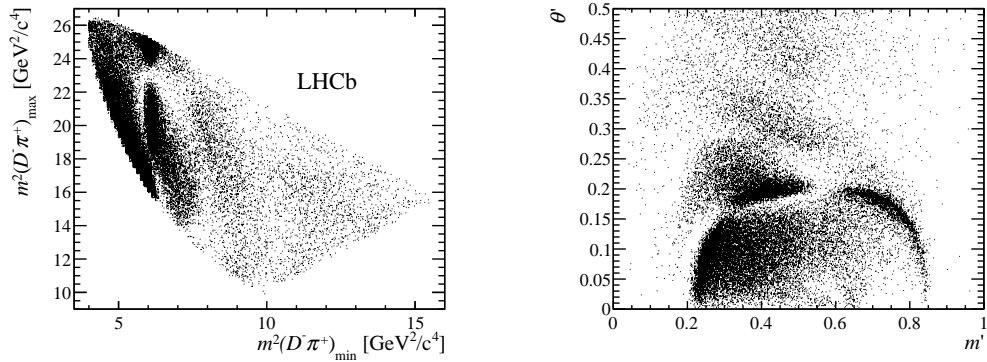 m²(D⁻π⁺)max [GeV²/c⁴]
26
24
22
20
18
16
14
12
10
LHCb
5 10 15
m²(D⁻π⁺)min [GeV²/c⁴]
θ'
0.5
0.45
0.4
0.35
0.3
0.25
0.2
0.15
0.1
0.05
0
0 0.2 0.4 0.6 0.8 1
m'